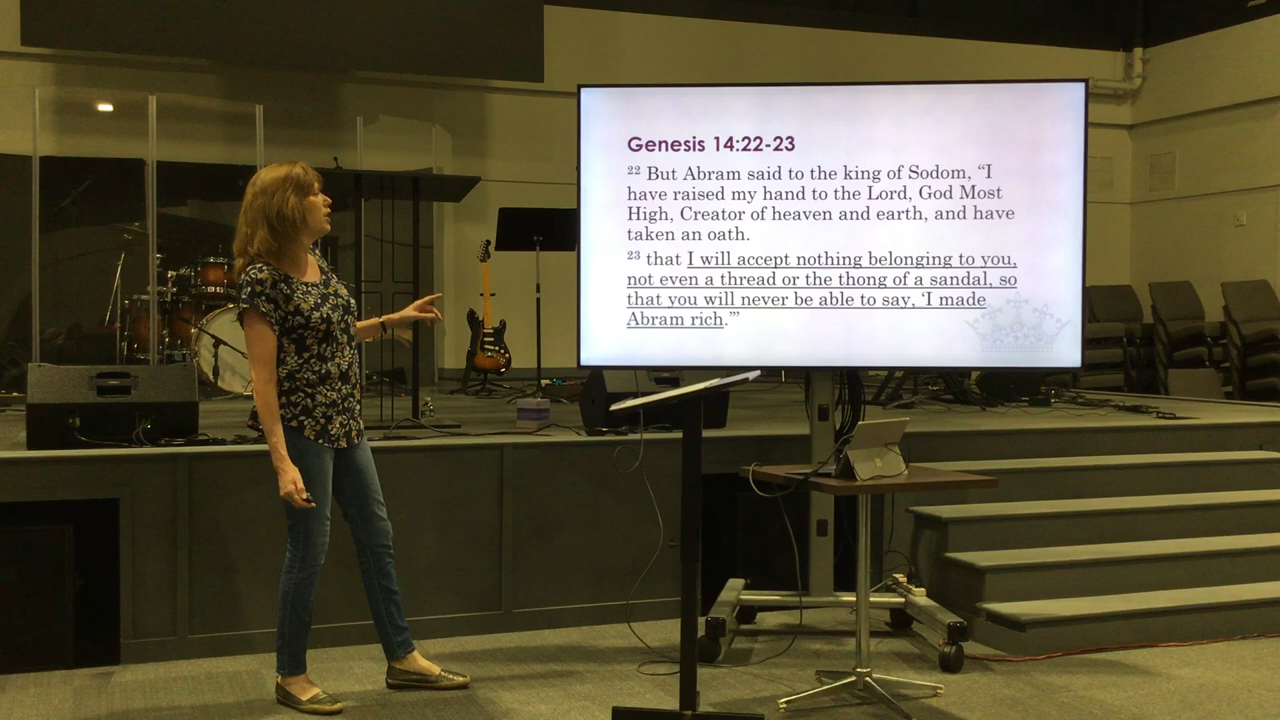 Genesis 14:22-23
22 But Abram said to the king of Sodom, “I
have raised my hand to the Lord, God Most
High, Creator of heaven and earth, and have
taken an oath.
23 that I will accept nothing belonging to you,
not even a thread or the thong of a sandal, so
that you will never be able to say, ‘I made
Abram rich.’”